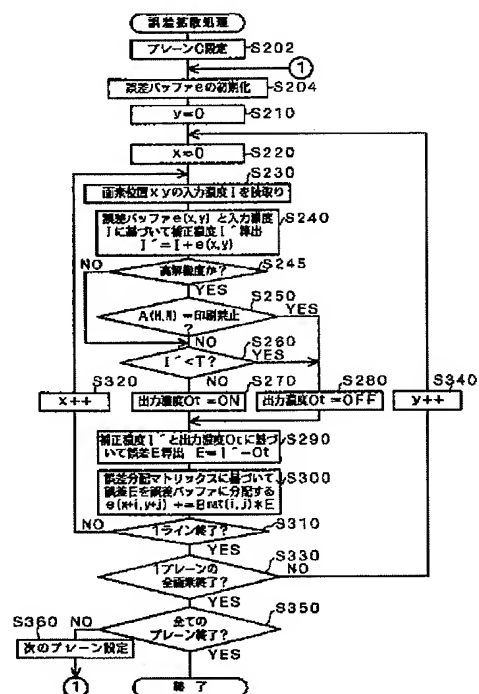 誤差拡散処理
プレーンC設定
S202
1
誤差バッファeの初期化
S204
y=0
S210
x=0
S220
S230
画素位置xyの入力濃度Iを読取り
誤差バッファe(x,y)と入力濃度
Iに基づいて補正濃度I^算出
I^=I+e(x,y)
S240
NO
高解像度か?
S245
YES
S250
A(M,N)=印刷禁止
?
YES
NO
S260
I^<T?
YES
S320
x++
NO
S270
S280
出力濃度Ot=ON
出力濃度Ot=OFF
S340
y++
補正濃度I^と出力濃度Otに基づ
いて誤差E算出 E=I^-Ot
S290
誤差分配マトリックスに基づいて
誤差Eを誤差バッファに分配する
e(x+i,y+j)+=Emat(i,j)*E
S300
NO
1ライン終了?
S310
YES
S330
1プレーンの
全画素終了?
NO
YES
S350
S360
NO
全ての
プレーン終了?
次のプレーン設定
YES
1
終了